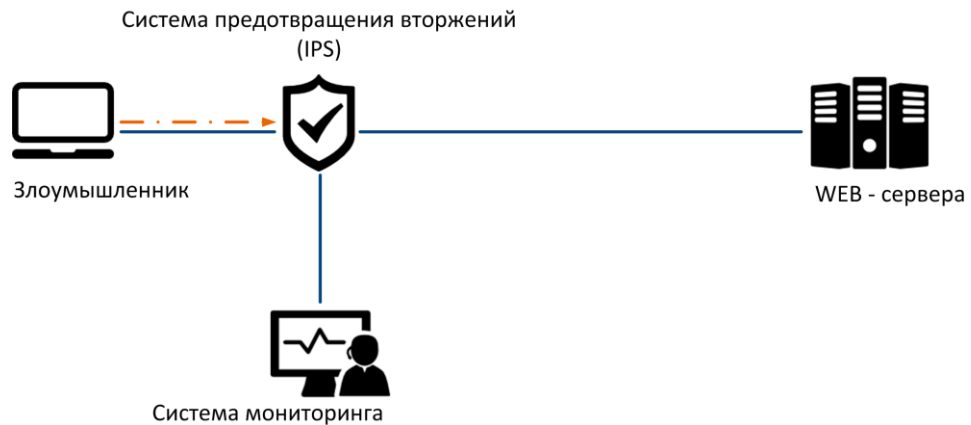 Система предотвращения вторжений
(IPS)
Злоумышленник
WEB - сервера
Система мониторинга